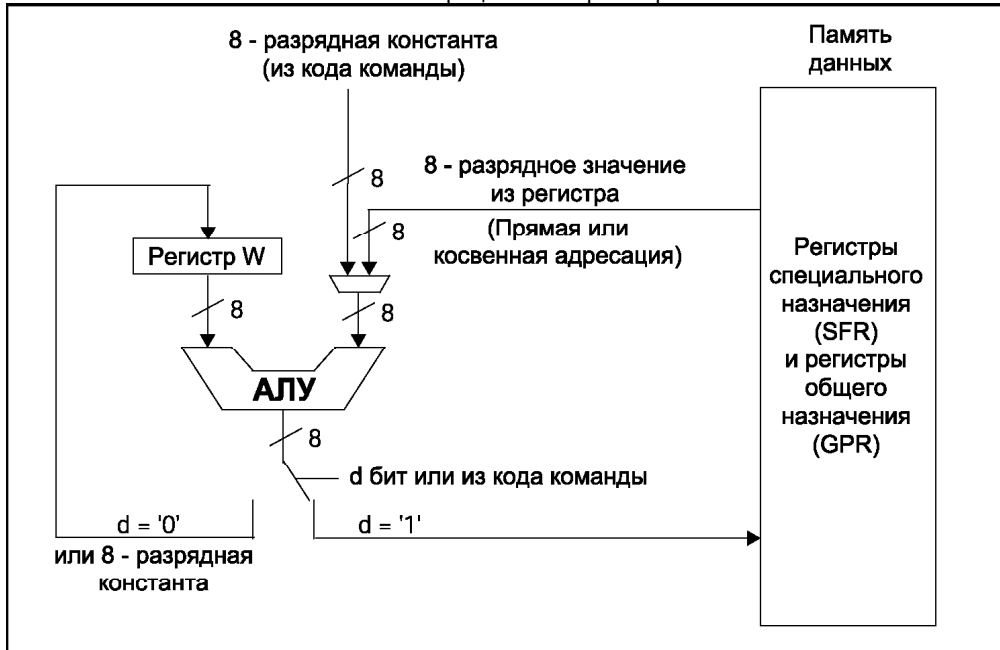 8 - разрядная константа
(из кода команды)
Память
данных
8
8 - разрядное значение
из регистра
8
(Прямая или
косвенная адресация)
Регистр W
8
8
АЛУ
8
d бит или из кода команды
d = '0'
или 8 - разрядная
константа
d = '1'
Регистры
специального
назначения
(SFR)
и регистры
общего
назначения
(GPR)